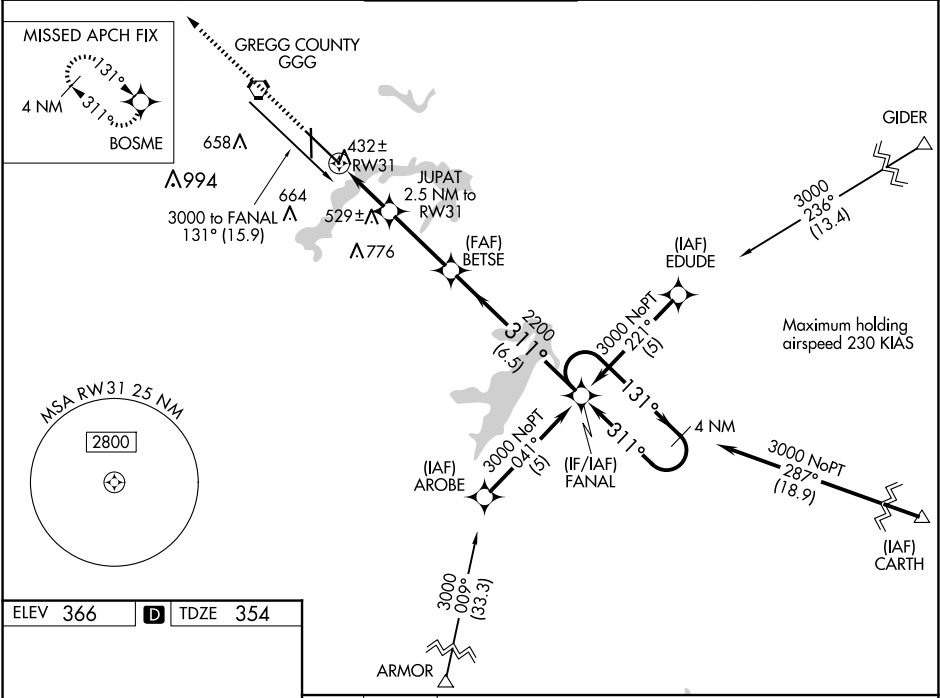 MISSED APCH FIX
131°
4 NM
311°
BOSME
GREGG COUNTY
GGG
658
994
3000 to FANAL
131° (15.9)
664
432±
RW31
JUPAT
2.5 NM to
RW31
529±
776
(FAF)
BETSE
GIDER
3000
236°
(13.4)
(IAF)
EDUDE
3000 NoPT
221°
(5)
Maximum holding
airspeed 230 KIAS
2200
311°
(6.5)
131°
4 NM
311°
MSA RW31 25 NM
2800
3000 NoPT
041°
(5)
(IAF)
AROBE
(IF/IAF)
FANAL
3000 NoPT
287°
(18.9)
(IAF)
CARTH
3000
009°
(33.3)
ARMOR
ELEV 366 D TDZE 354